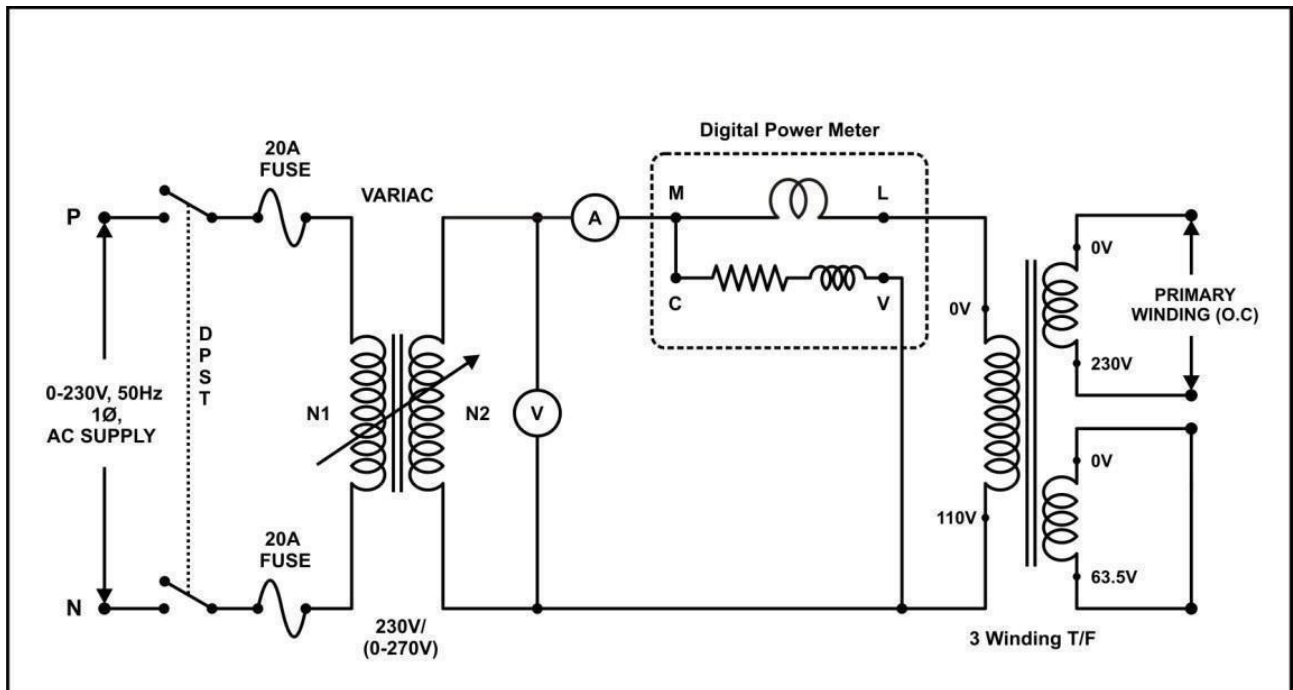 Digital Power Meter
20A
FUSE
VARIAC
M
L
P
A
C
V
0V
0V
PRIMARY
WINDING (O.C)
230V
D
P
S
T
0-230V, 50Hz
1Ø,
AC SUPPLY
N1
N2
V
0V
110V
63.5V
20A
FUSE
N
230V/
(0-270V)
3 Winding T/F